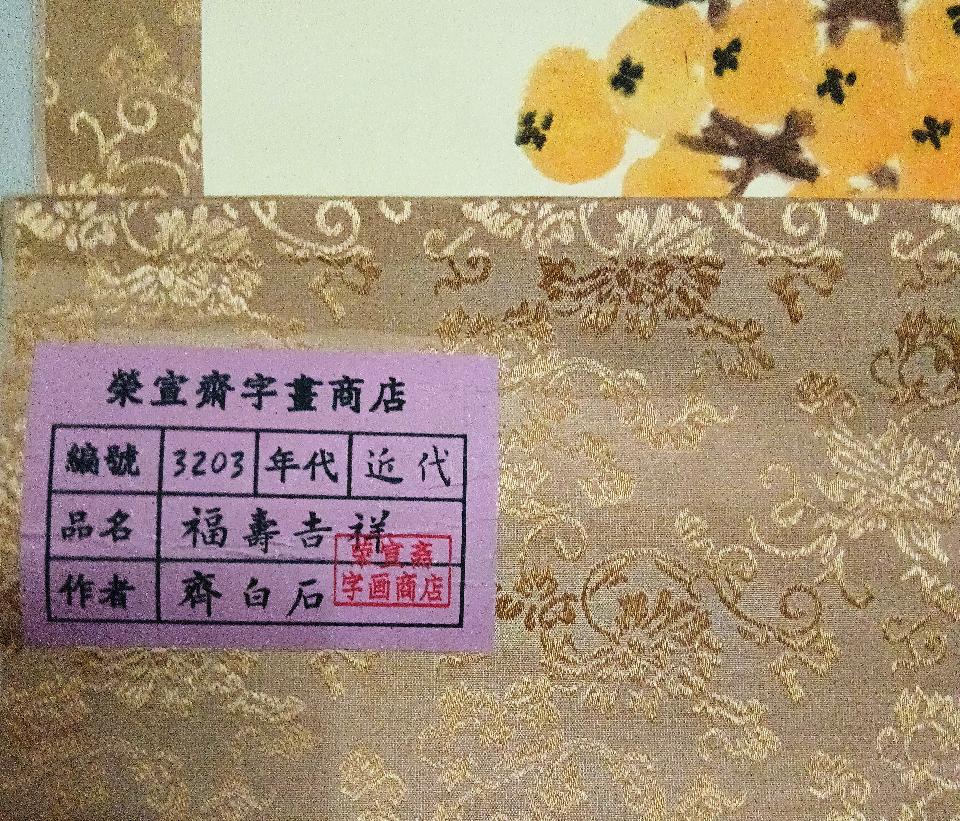 榮宣齋字畫商店
編號 3203 年代 近代
品名 福壽吉祥
作者 齊白石
榮宣斋
字画商店